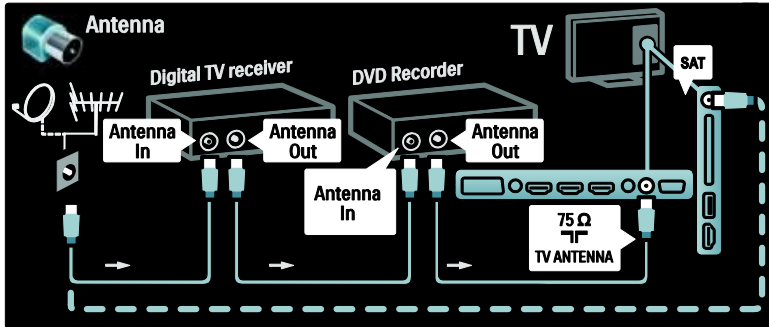 Antenna
TV
Digital TV receiver
DVD Recorder
SAT
Antenna
In
Antenna
Out
Antenna
In
Antenna
Out
75 Ω
TV ANTENNA